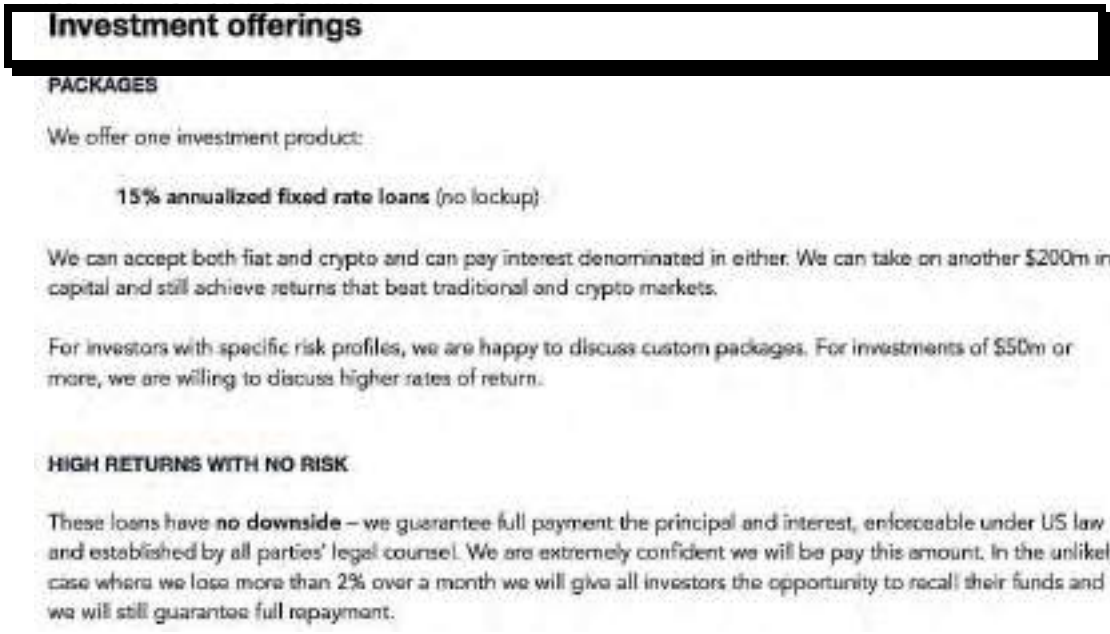 Investment offerings
PACKAGES
We offer one investment product:
15% annualized fixed rate loans (no lockup)
We can accept both fiat and crypto and can pay interest denominated in either. We can take on another $200m in
capital and still achieve returns that beat traditional and crypto markets.
For investors with specific risk profiles, we are happy to discuss custom packages. For investments of $50m or
more, we are willing to discuss higher rates of return.
HIGH RETURNS WITH NO RISK
These loans have no downside – we guarantee full payment the principal and interest, enforceable under US law
and established by all parties' legal counsel. We are extremely confident we will be pay this amount. In the unlikel
case where we lose more than 2% over a month we will give all investors the opportunity to recall their funds and
we will still guarantee full repayment.